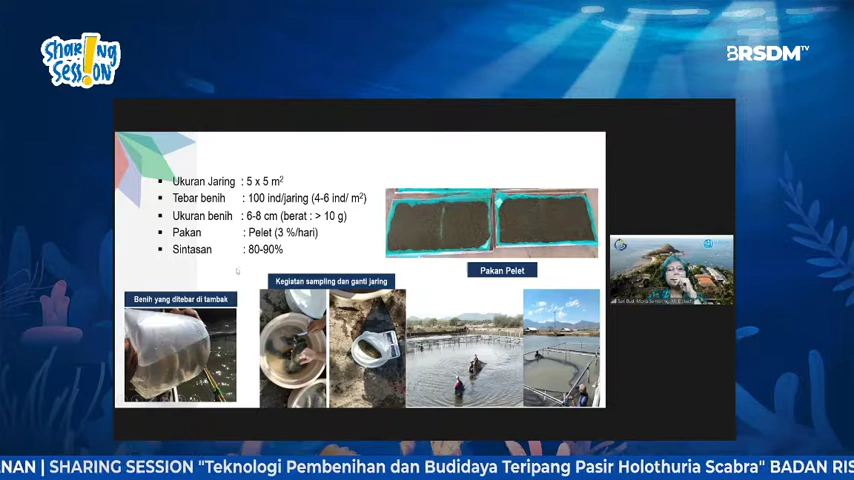 sharing
session
BRSDM TV
Ukuran Jaring : 5 x 5 m²
Tebar benih : 100 ind/jaring (4-6 ind/ m²)
Ukuran benih : 6-8 cm (berat : > 10 g)
Pakan : Pelet (3 %/hari)
Sintasan : 80-90%
Pakan Pelet
Kegiatan sampling dan ganti jaring
Benih yang ditebar di tambak
NAN | SHARING SESSION "Teknologi Pembenihan dan Budidaya Teripang Pasir Holothuria Scabra" BADAN RIS